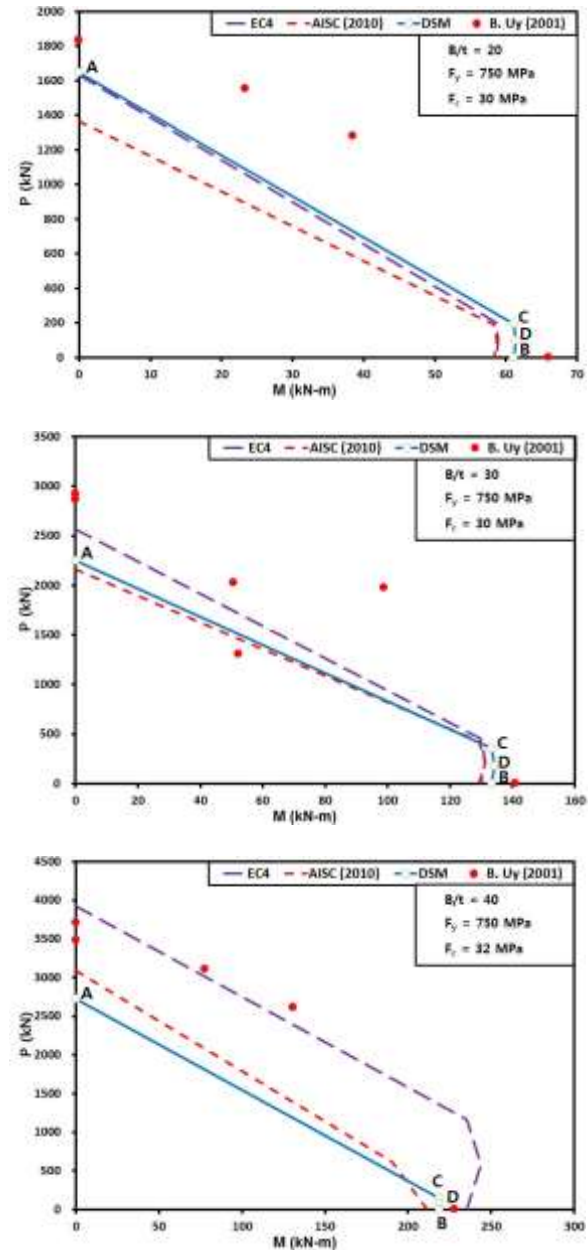 EC4 AISC (2010) DSM B. Uy (2001)
B/t = 20
Fy = 750 MPa
Fc = 30 MPa
2000
1800
1600
1400
1200
1000
800
600
400
200
0
P (kN)
A
C
D
B
0 10 20 30 40 50 60 70
M (kN-m)
EC4 AISC (2010) DSM B. Uy (2001)
B/t = 30
Fy = 750 MPa
Fc = 30 MPa
3500
3000
2500
2000
1500
1000
500
0
P (kN)
A
C
D
B
0 20 40 60 80 100 120 140 160
M (kN-m)
EC4 AISC (2010) DSM B. Uy (2001)
B/t = 40
Fy = 750 MPa
Fc = 32 MPa
4500
4000
3500
3000
2500
2000
1500
1000
500
0
P (kN)
A
C
D
B
0 50 100 150 200 250 300
M (kN-m)